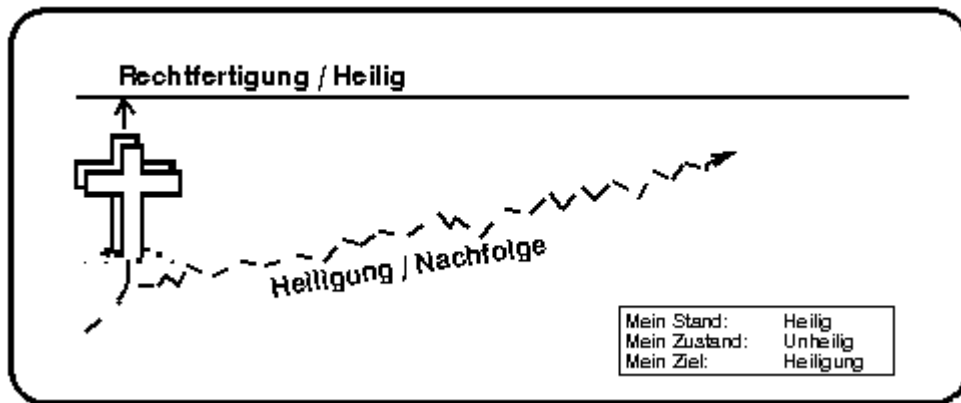 Rechtfertigung / Heilig
Heiligung / Nachfolge
Mein Stand: Heilig
Mein Zustand: Unheilig
Mein Ziel: Heiligung